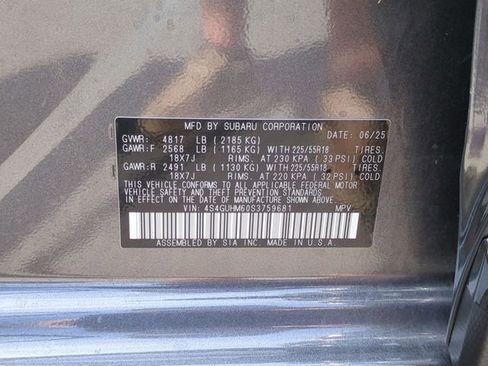 MFD BY SUBARU CORPORATION DATE 06/25
GVWR: 4817 LB ( 2185 KG)
GAWR:F 2568 LB ( 1165 KG) WITH 225/55R18 TIRES.
18X7J RIMS. AT 230 KPA ( 33 PSI) COLD
GAWR:R 2491 LB ( 1130 KG) WITH 225/55R18 TIRES.
18X7J RIMS. AT 220 KPA ( 32 PSI) COLD
THIS VEHICLE CONFORMS TO ALL APPLICABLE FEDERAL MOTOR
VEHICLE SAFETY AND THEFT PREVENTION STANDARDS
IN EFFECT ON THE DATE OF MANUFACTURE SHOWN ABOVE.
VIN: 4S4GUHM60S3759681 MPV
ASSEMBLED BY SIA INC. MADE IN U.S.A.